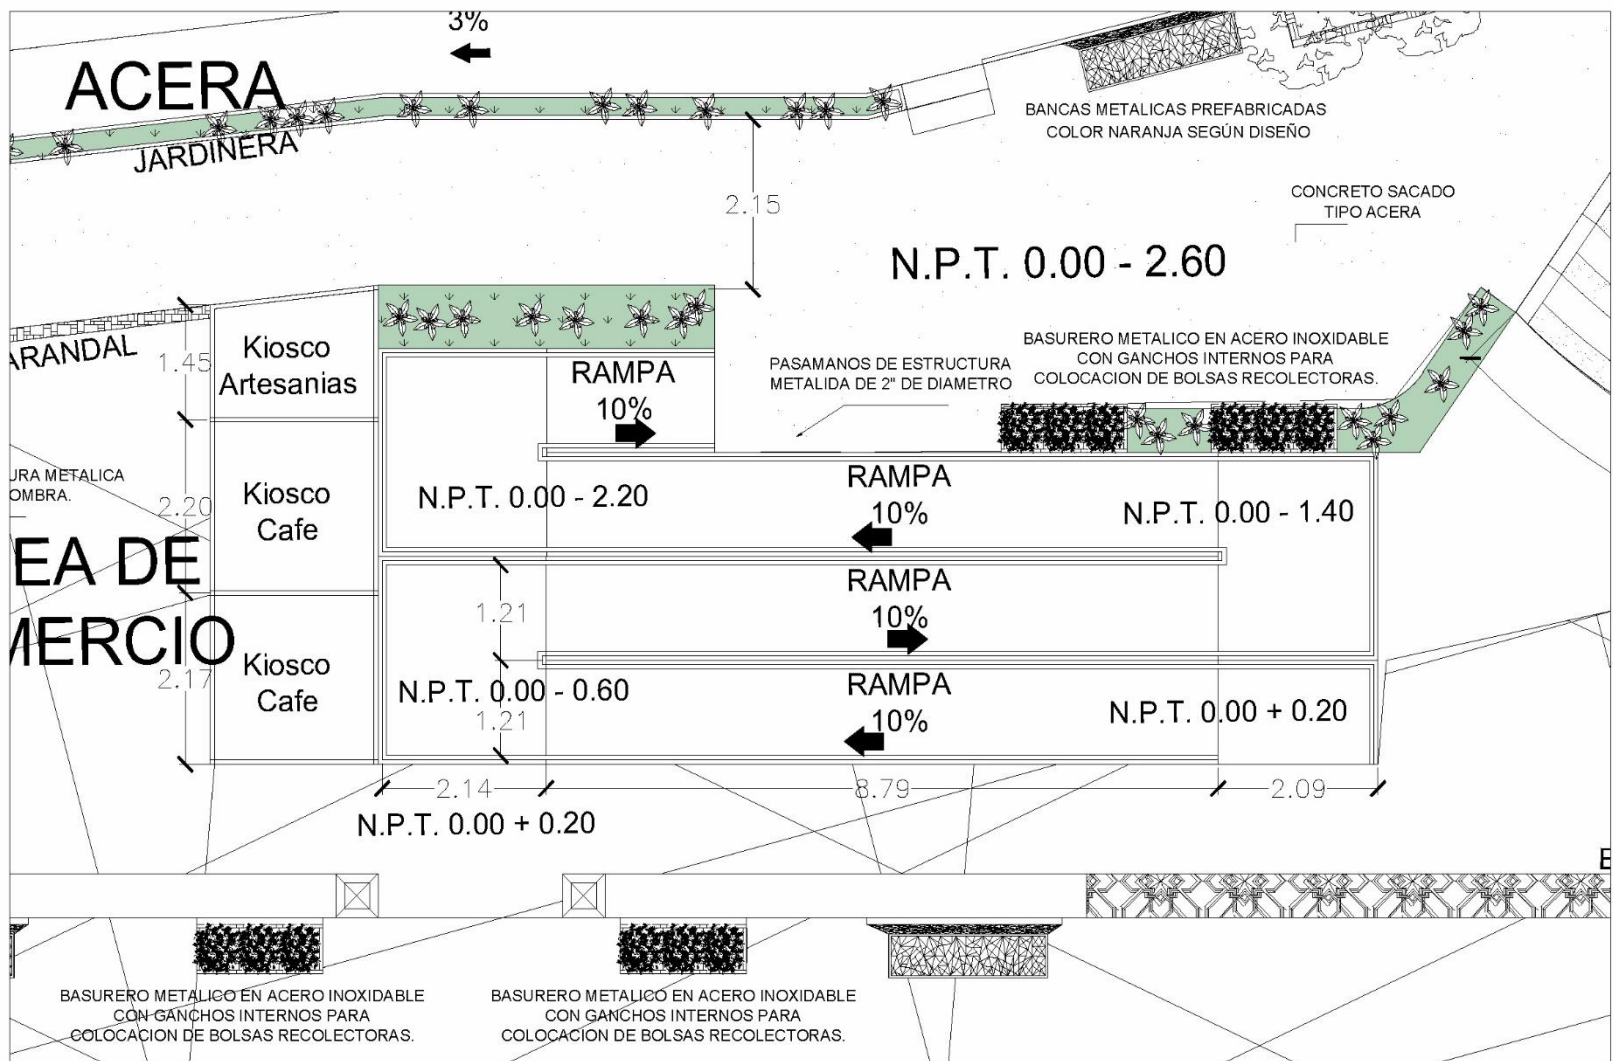 3%
ACERA
JARDINERA
BANCAS METALICAS PREFABRICADAS
COLOR NARANJA SEGÚN DISEÑO
2.15
CONCRETO SACADO
TIPO ACERA
N.P.T. 0.00 - 2.60
ARANDAL
1.45
Kiosco
Artesanias
RAMPA
10%
PASAMANOS DE ESTRUCTURA
METALIDA DE 2" DE DIAMETRO
BASURERO METALICO EN ACERO INOXIDABLE
CON GANCHOS INTERNOS PARA
COLOCACION DE BOLSAS RECOLECTORAS.
URA METALICA
OMBRA.
2.20
Kiosco
Cafe
N.P.T. 0.00 - 2.20
RAMPA
10%
N.P.T. 0.00 - 1.40
EA DE
MERCIO
1.21
RAMPA
10%
2.17
Kiosco
Cafe
N.P.T. 0.00 - 0.60
1.21
RAMPA
10%
N.P.T. 0.00 + 0.20
2.14
8.79
2.09
N.P.T. 0.00 + 0.20
BASURERO METALICO EN ACERO INOXIDABLE
CON GANCHOS INTERNOS PARA
COLOCACION DE BOLSAS RECOLECTORAS.
BASURERO METALICO EN ACERO INOXIDABLE
CON GANCHOS INTERNOS PARA
COLOCACION DE BOLSAS RECOLECTORAS.